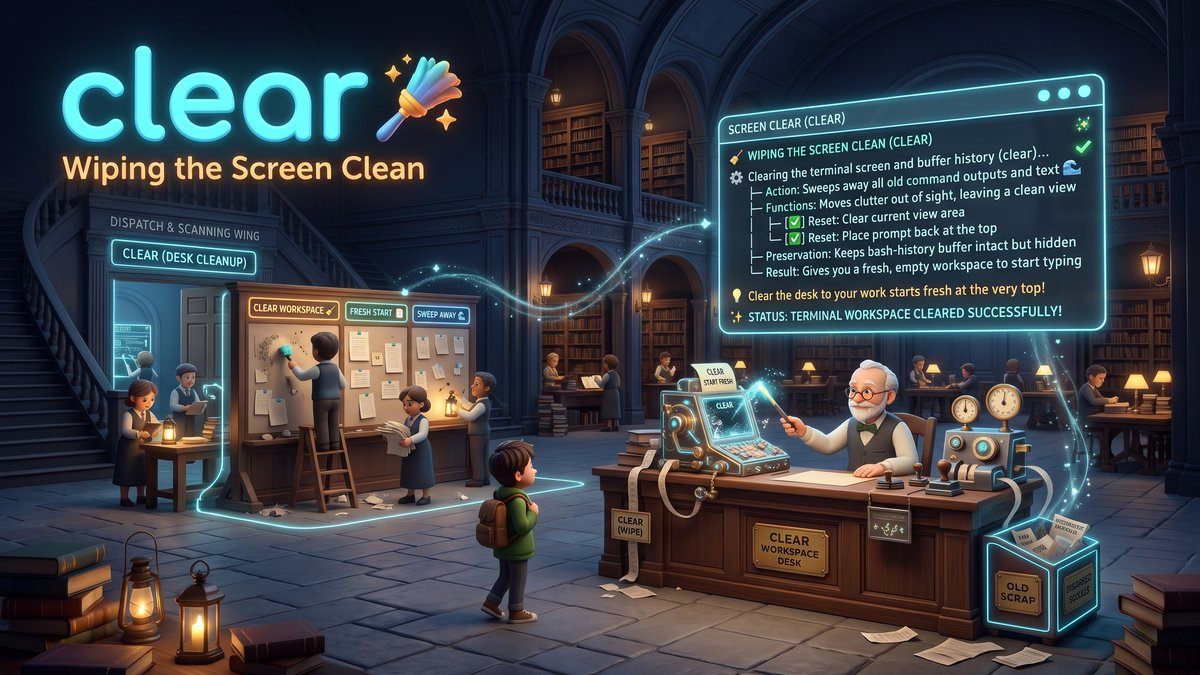 clear
Wiping the Screen Clean
DISPATCH & SCANNING WING
CLEAR (DESK CLEANUP)
CLEAR WORKSPACE
FRESH START
SWEEP AWAY
SCREEN CLEAR (CLEAR)
WIPING THE SCREEN CLEAN (CLEAR)
Clearing the terminal screen and buffer history (clear)...
├─ Action: Sweeps away all old command outputs and text 🌊
├─ Functions: Moves clutter out of sight, leaving a clean view
│ ├─ [✅] Reset: Clear current view area
│ └─ [✅] Reset: Place prompt back at the top
├─ Preservation: Keeps bash-history buffer intact but hidden
└─ Result: Gives you a fresh, empty workspace to start typing
💡 Clear the desk to your work starts fresh at the very top!
✨ STATUS: TERMINAL WORKSPACE CLEARED SUCCESSFULLY!
CLEAR
START FRESH
CLEAR
CLEAR
(WIPE)
CLEAR
WORKSPACE
DESK
OLD
SCRAP